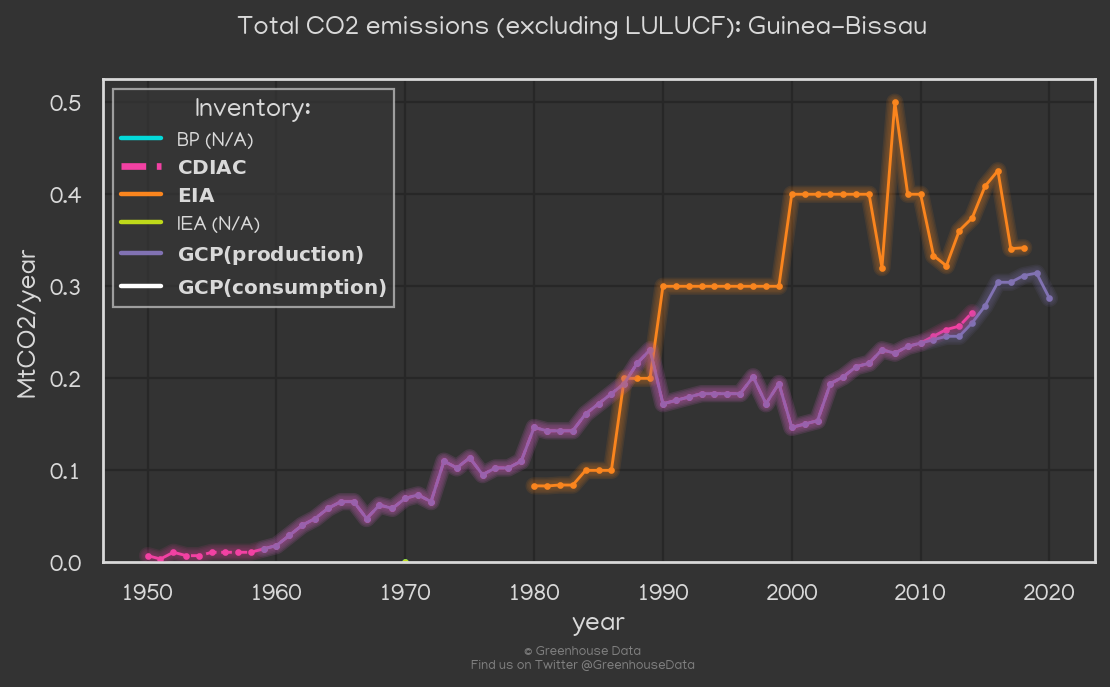 Total CO2 emissions (excluding LULUCF): Guinea-Bissau
Inventory:
BP (N/A)
CDIAC
EIA
IEA (N/A)
GCP(production)
GCP(consumption)
MtCO2/year
0.5
0.4
0.3
0.2
0.1
0.0
1950 1960 1970 1980 1990 2000 2010 2020
year
© Greenhouse Data
Find us on Twitter @GreenhouseData